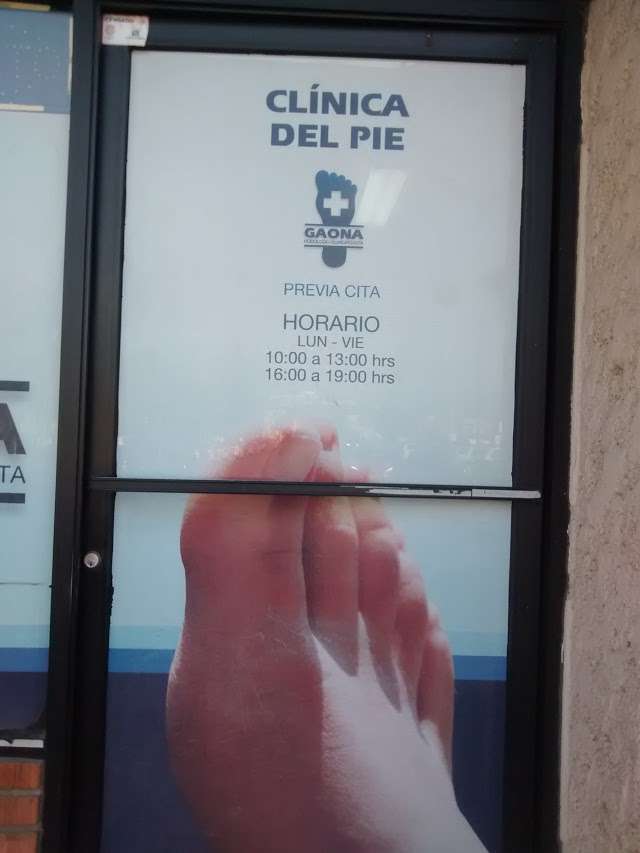 CLÍNICA
DEL PIE
GAONA
PREVIA CITA
HORARIO
LUN - VIE
10:00 a 13:00 hrs
16:00 a 19:00 hrs
A
TA